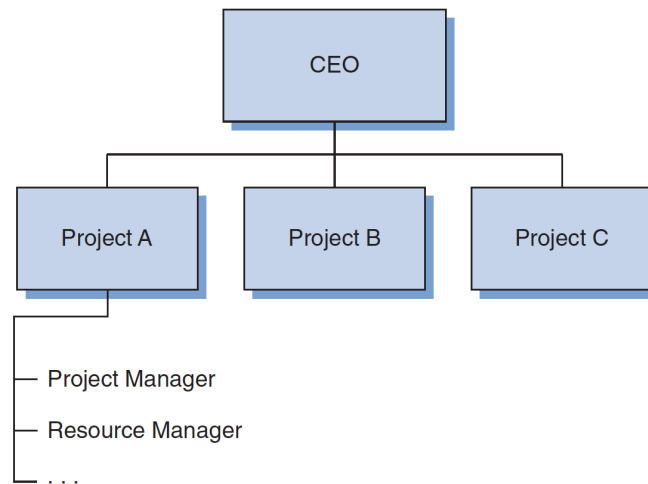 CEO
Project A
Project B
Project C
Project Manager
Resource Manager
. . .